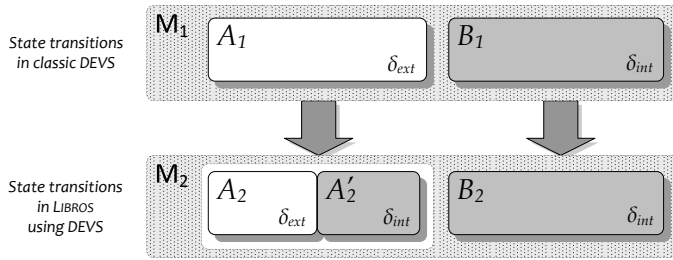 State transitions
in classic DEVS
M₁
A₁
δext
B₁
δint
State transitions
in LIBROS
using DEVS
M₂
A₂
δext
A′₂
δint
B₂
δint